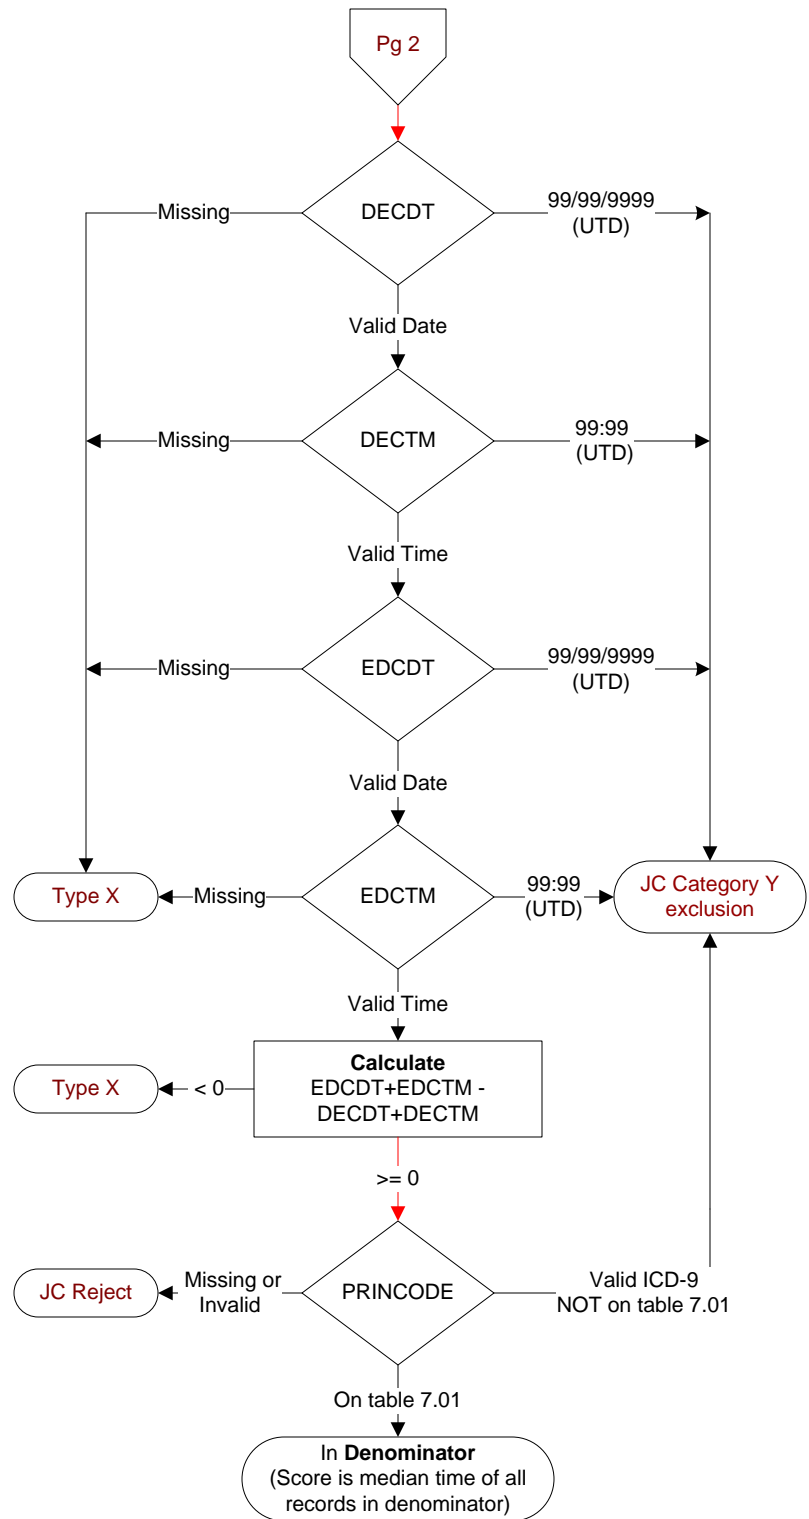 Pg 2
Missing
DECDT
99/99/9999
(UTD)
Valid Date
Missing
DECTM
99:99
(UTD)
Valid Time
Missing
EDCDT
99/99/9999
(UTD)
Valid Date
Type X
Missing
EDCTM
99:99
(UTD)
JC Category Y
exclusion
Valid Time
Type X
< 0
Calculate
EDCDT+EDCTM -
DECDT+DECTM
>= 0
JC Reject
Missing or
Invalid
PRINCODE
Valid ICD-9
NOT on table 7.01
On table 7.01
In Denominator
(Score is median time of all
records in denominator)